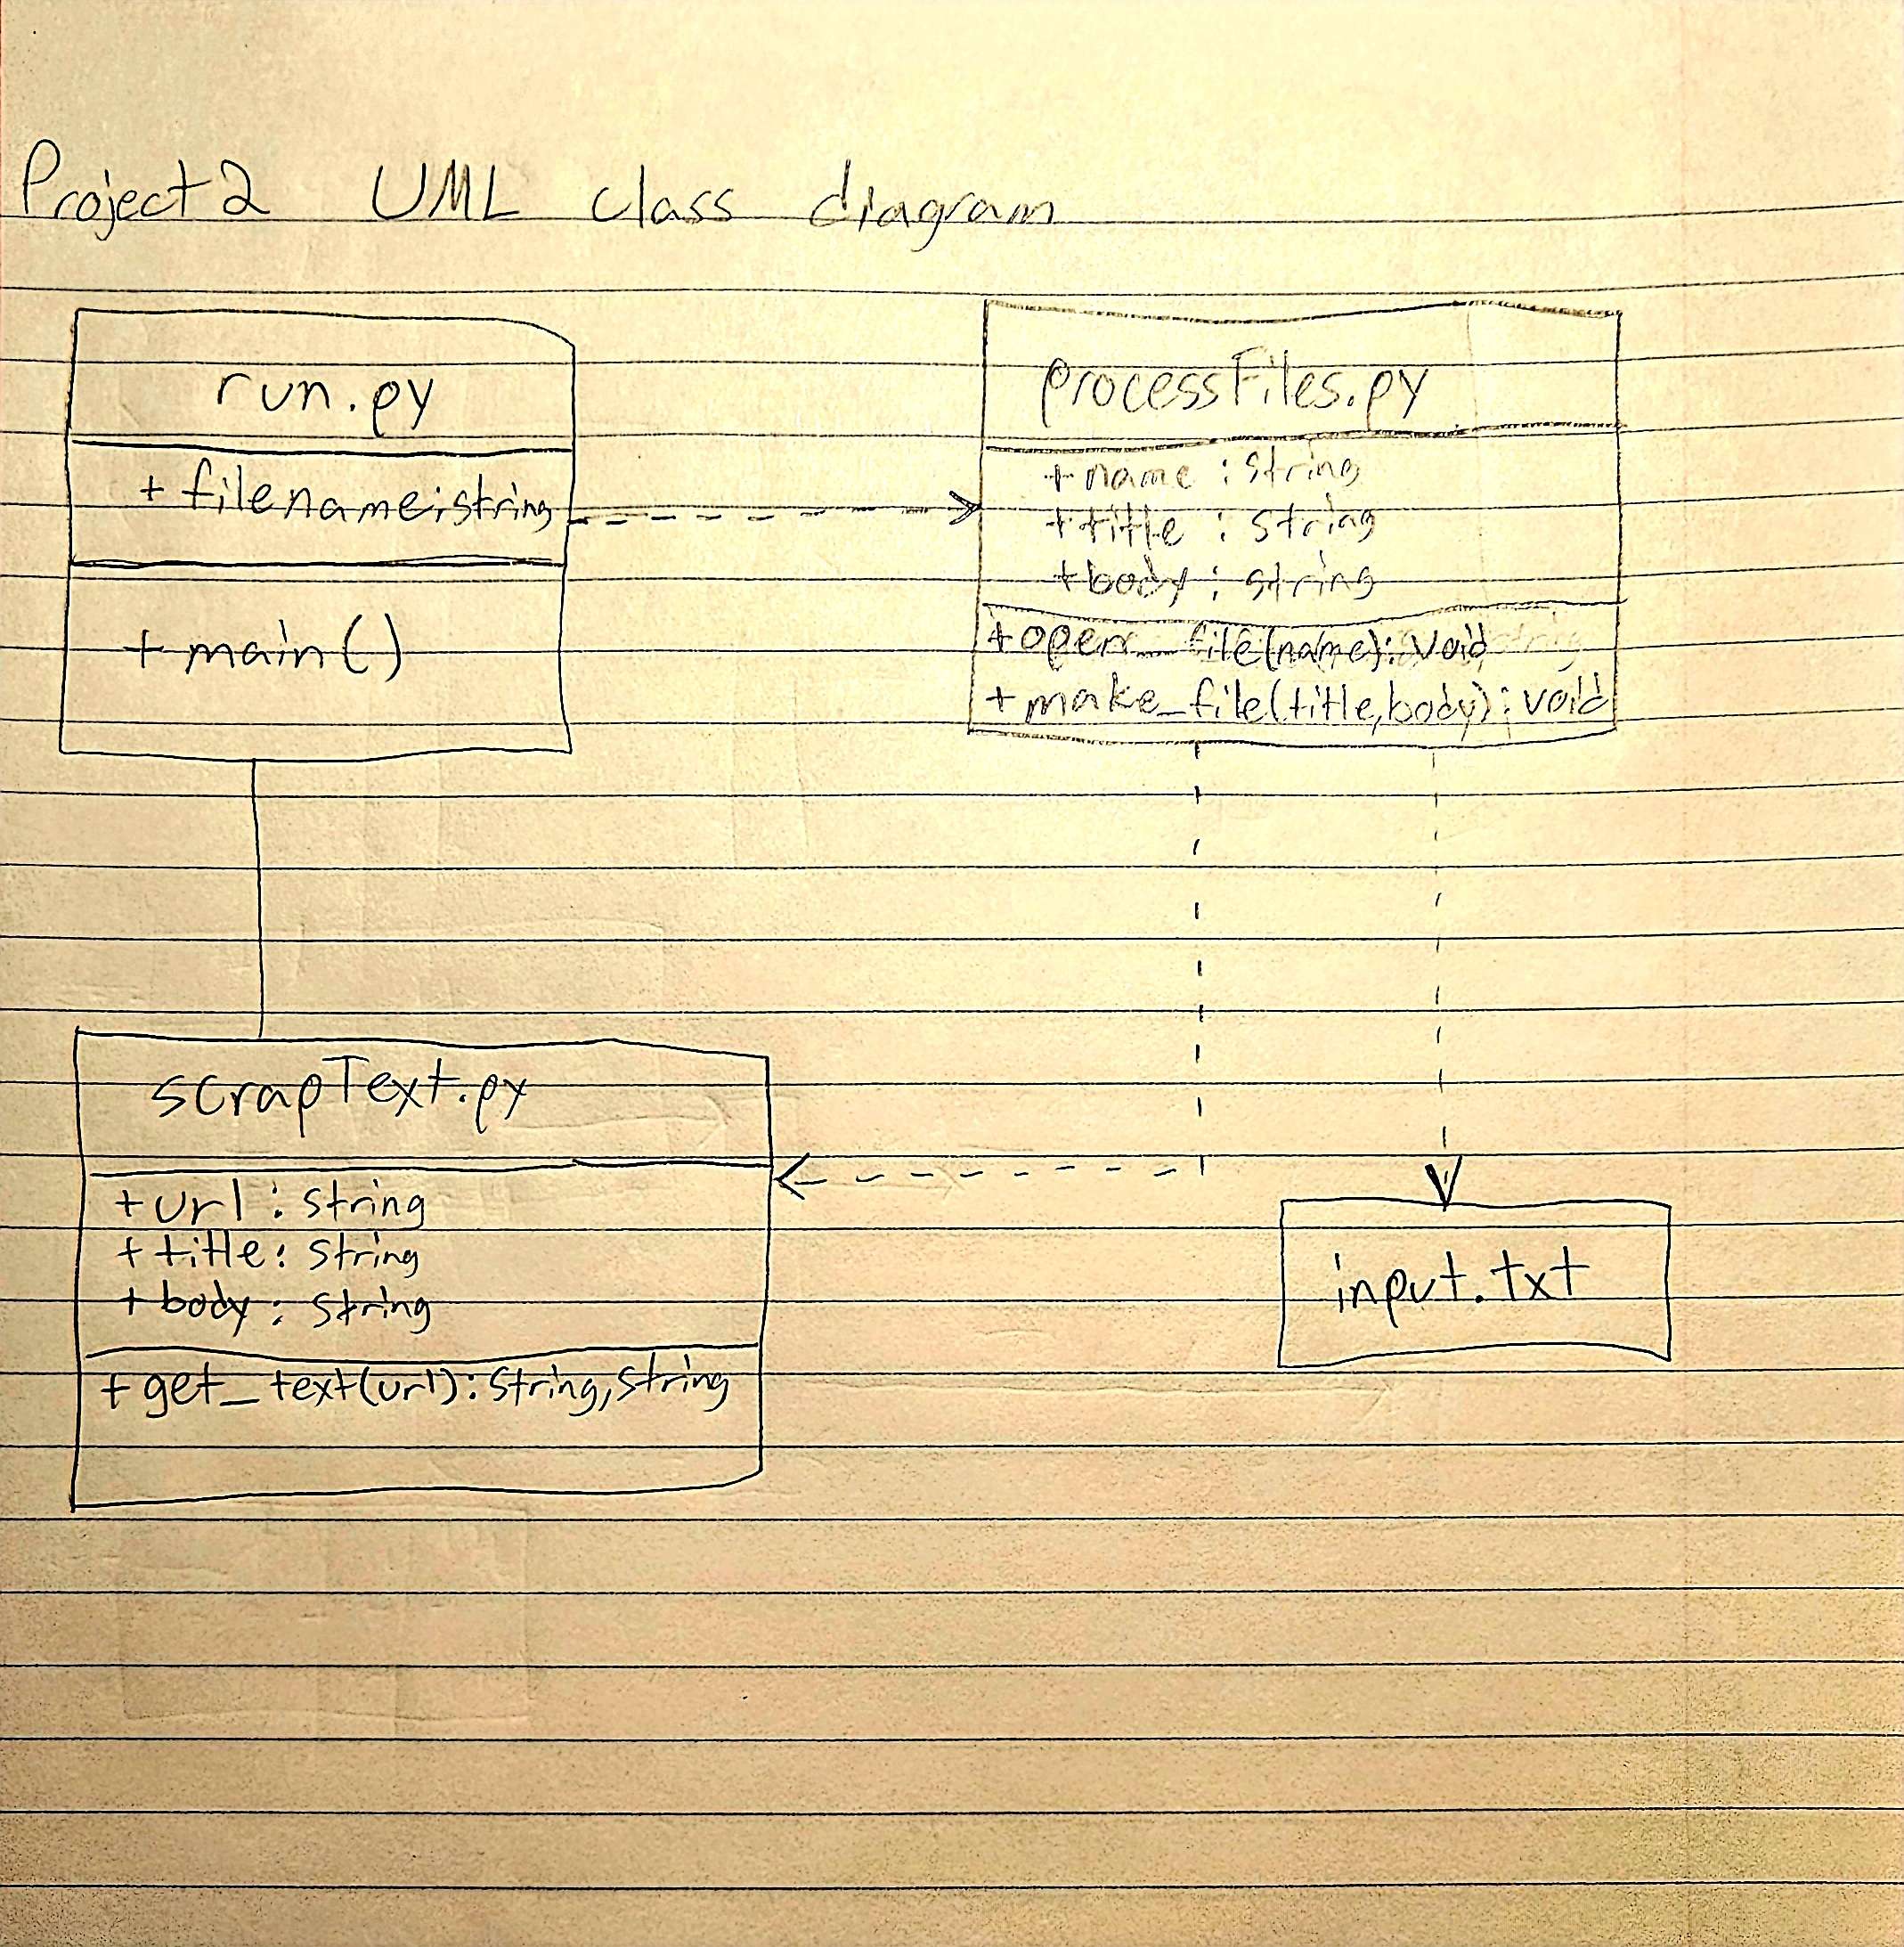 Project 2 UML class diagram
run.py
+ filename: string
+ main()
processFiles.py
+ name : string
+ title : string
+ body : string
+ open_file(name): void
+ make_file(title,body): void
scrapText.py
+ url : string
+ title: string
+ body : string
+ get_text(url): string, string
input.txt